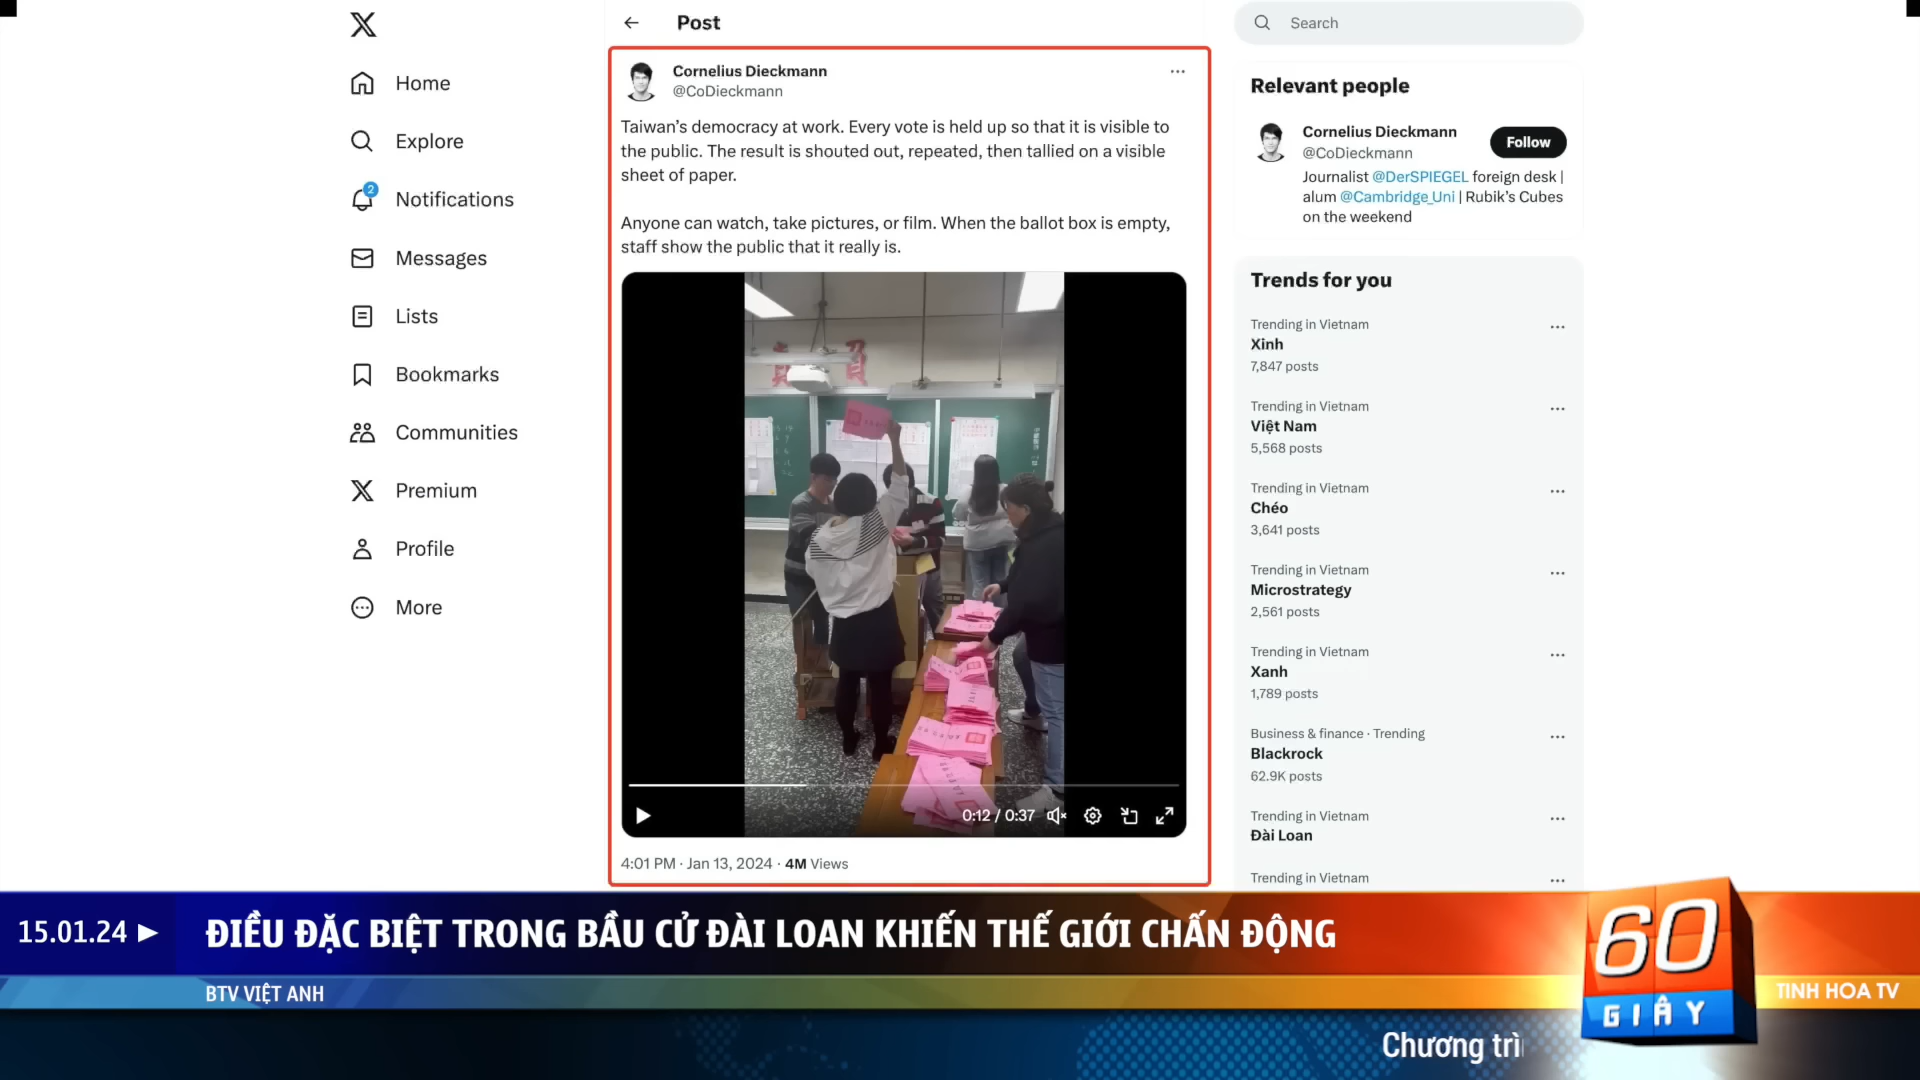 Home
Explore
2
Notifications
Messages
Lists
Bookmarks
Communities
Premium
Profile
More
Post
Cornelius Dieckmann
@CoDieckmann
Taiwan’s democracy at work. Every vote is held up so that it is visible to
the public. The result is shouted out, repeated, then tallied on a visible
sheet of paper.
Anyone can watch, take pictures, or film. When the ballot box is empty,
staff show the public that it really is.
0:12 / 0:37
4:01 PM · Jan 13, 2024 · 4M Views
Search
Relevant people
Cornelius Dieckmann
@CoDieckmann
Follow
Journalist @DerSPIEGEL foreign desk |
alum @Cambridge_Uni | Rubik’s Cubes
on the weekend
Trends for you
Trending in Vietnam
Xinh
7,847 posts
Trending in Vietnam
Việt Nam
5,568 posts
Trending in Vietnam
Chéo
3,641 posts
Trending in Vietnam
Microstrategy
2,561 posts
Trending in Vietnam
Xanh
1,789 posts
Business & finance · Trending
Blackrock
62.9K posts
Trending in Vietnam
Đài Loan
Trending in Vietnam
15.01.24
ĐIỀU ĐẶC BIỆT TRONG BẦU CỬ ĐÀI LOAN KHIẾN THẾ GIỚI CHẤN ĐỘNG
BTV VIỆT ANH
60
GIÂY
TINH HOA TV
Chương trì